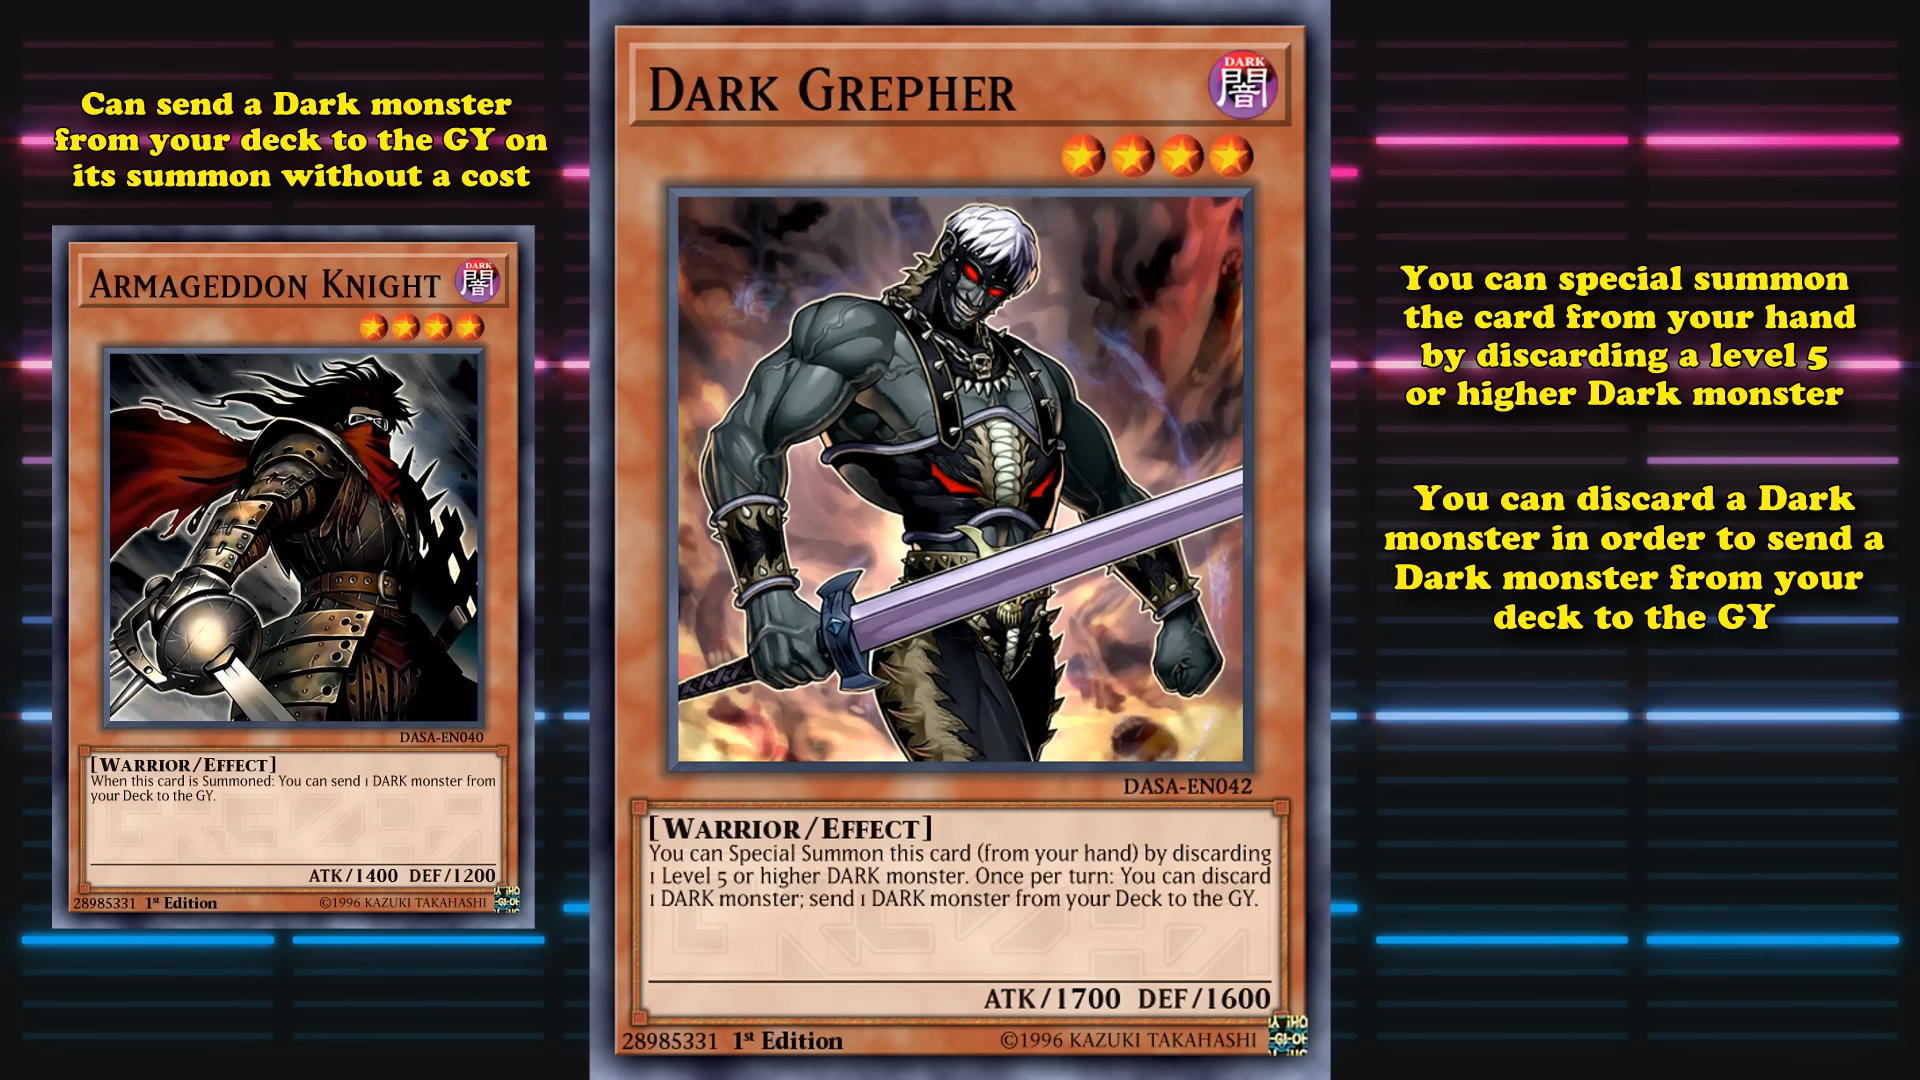 Can send a Dark monster
from your deck to the GY on
its summon without a cost
ARMAGEDDON KNIGHT
DARK
闇
DASA-EN040
[WARRIOR/EFFECT]
When this card is Summoned: You can send 1 DARK monster from
your Deck to the GY.
ATK/1400 DEF/1200
28985331 1st Edition ©1996 KAZUKI TAKAHASHI
DARK GREPHER
DARK
闇
DASA-EN042
[WARRIOR/EFFECT]
You can Special Summon this card (from your hand) by discarding
1 Level 5 or higher DARK monster. Once per turn: You can discard
1 DARK monster; send 1 DARK monster from your Deck to the GY.
ATK/1700 DEF/1600
28985331 1st Edition ©1996 KAZUKI TAKAHASHI
You can special summon
the card from your hand
by discarding a level 5
or higher Dark monster
You can discard a Dark
monster in order to send a
Dark monster from your
deck to the GY